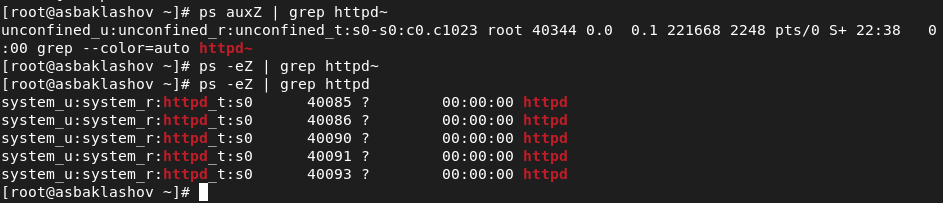 [root@asbaklashov ~]# ps auxZ | grep httpd~
unconfined_u:unconfined_r:unconfined_t:s0-s0:c0.c1023 root 40344 0.0  0.1 221668 2248 pts/0 S+ 22:38   0
:00 grep --color=auto httpd~
[root@asbaklashov ~]# ps -eZ | grep httpd~
[root@asbaklashov ~]# ps -eZ | grep httpd
system_u:system_r:httpd_t:s0      40085 ?        00:00:00 httpd
system_u:system_r:httpd_t:s0      40086 ?        00:00:00 httpd
system_u:system_r:httpd_t:s0      40090 ?        00:00:00 httpd
system_u:system_r:httpd_t:s0      40091 ?        00:00:00 httpd
system_u:system_r:httpd_t:s0      40093 ?        00:00:00 httpd
[root@asbaklashov ~]#